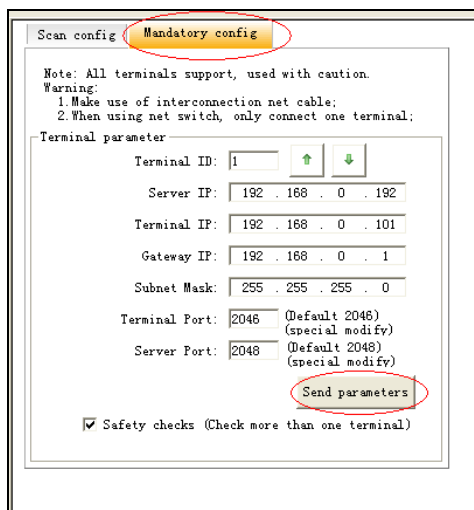 Scan config Mandatory config
Note: All terminals support, used with caution.
Warning:
1.Make use of interconnection net cable;
2.When using net switch, only connect one terminal;
Terminal parameter
Terminal ID: 1
Server IP: 192 . 168 . 0 . 192
Terminal IP: 192 . 168 . 0 . 101
Gateway IP: 192 . 168 . 0 . 1
Subnet Mask: 255 . 255 . 255 . 0
Terminal Port: 2046 (Default 2046)
(special modify)
Server Port: 2048 (Default 2048)
(special modify)
Send parameters
Safety checks (Check more than one terminal)